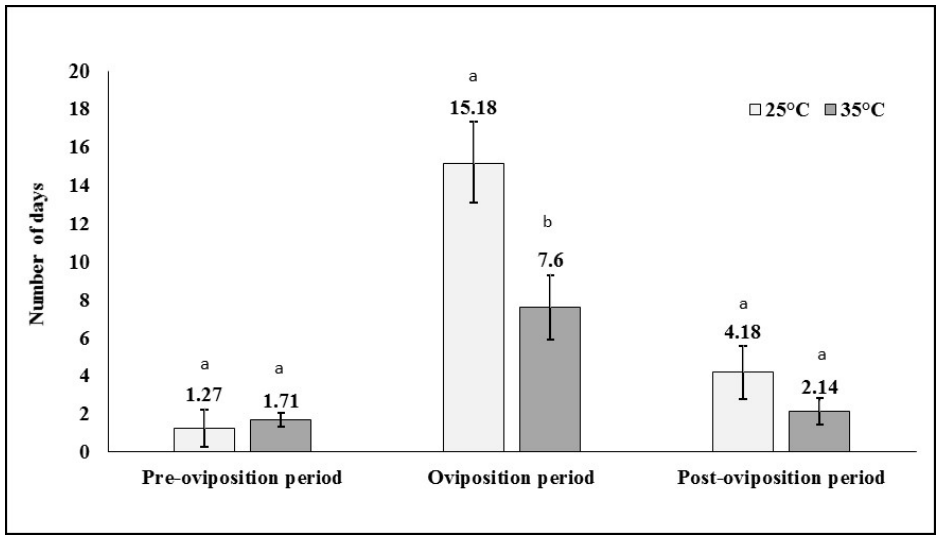 20
18
16
14
12
10
8
6
4
2
0
Number of days
25°C 35°C
a
15.18
b
7.6
a
4.18
a
2.14
a
1.27
a
1.71
Pre-oviposition period
Oviposition period
Post-oviposition period